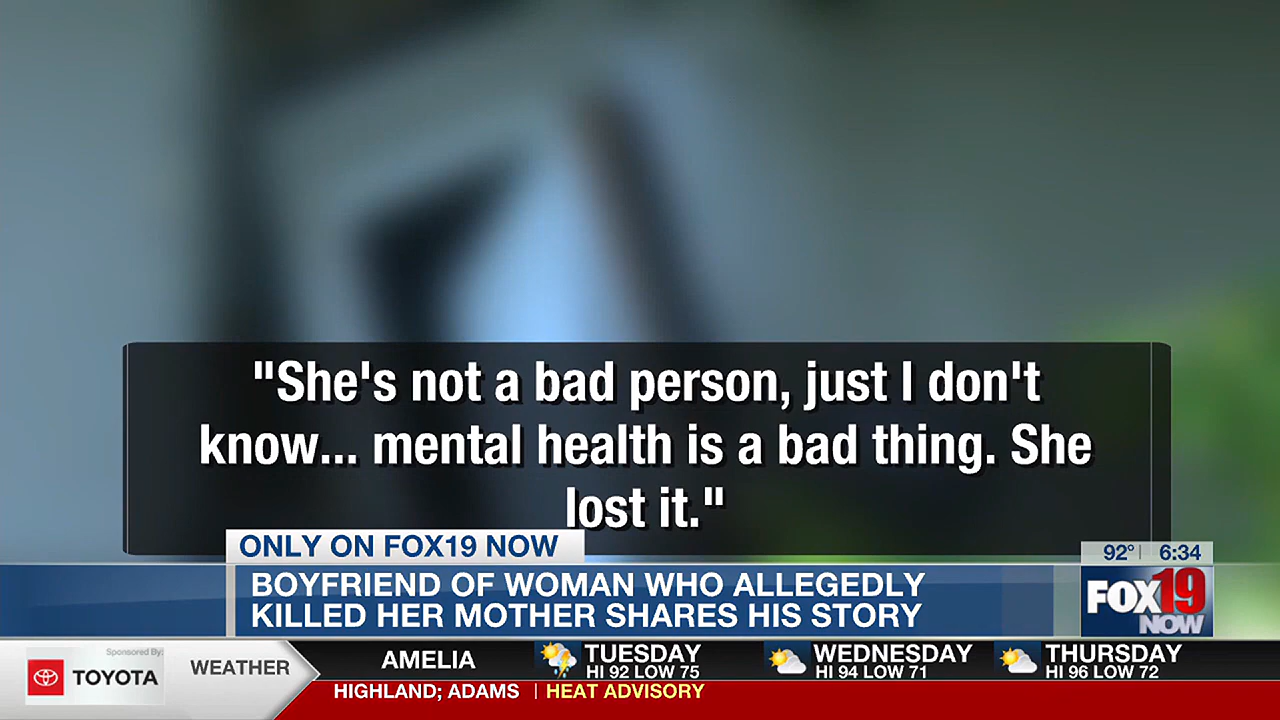 "She's not a bad person, just I don't
know... mental health is a bad thing. She
lost it."
ONLY ON FOX19 NOW
BOYFRIEND OF WOMAN WHO ALLEGEDLY
KILLED HER MOTHER SHARES HIS STORY
92° 6:34
FOX19
NOW
Sponsored By:
TOYOTA
WEATHER
AMELIA
TUESDAY
HI 92 LOW 75
WEDNESDAY
HI 94 LOW 71
THURSDAY
HI 96 LOW 72
HIGHLAND; ADAMS | HEAT ADVISORY